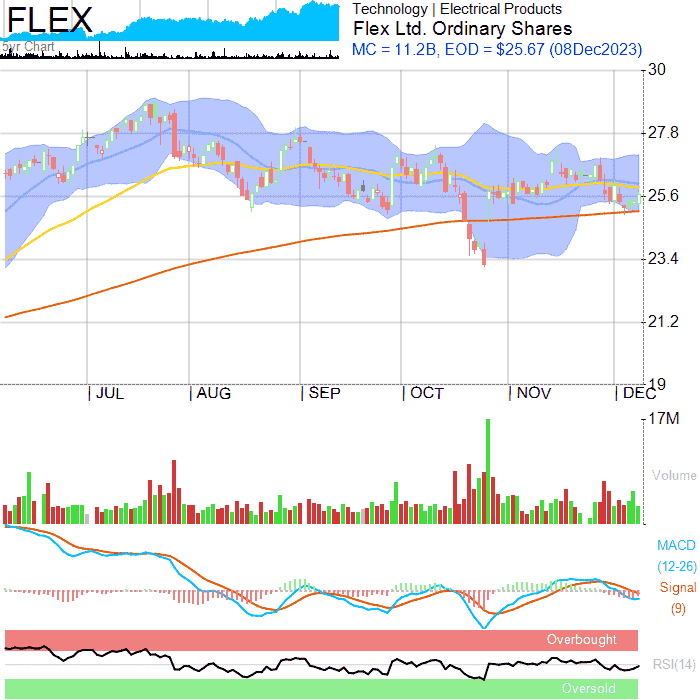 FLEX
5yr Chart
Technology | Electrical Products
Flex Ltd. Ordinary Shares
MC = 11.2B, EOD = $25.67 (08Dec2023)
30
27.8
25.6
23.4
21.2
19
| JUL | AUG | SEP | OCT | NOV | DEC
17M
Volume
MACD
(12-26)
Signal
(9)
Overbought
RSI(14)
Oversold